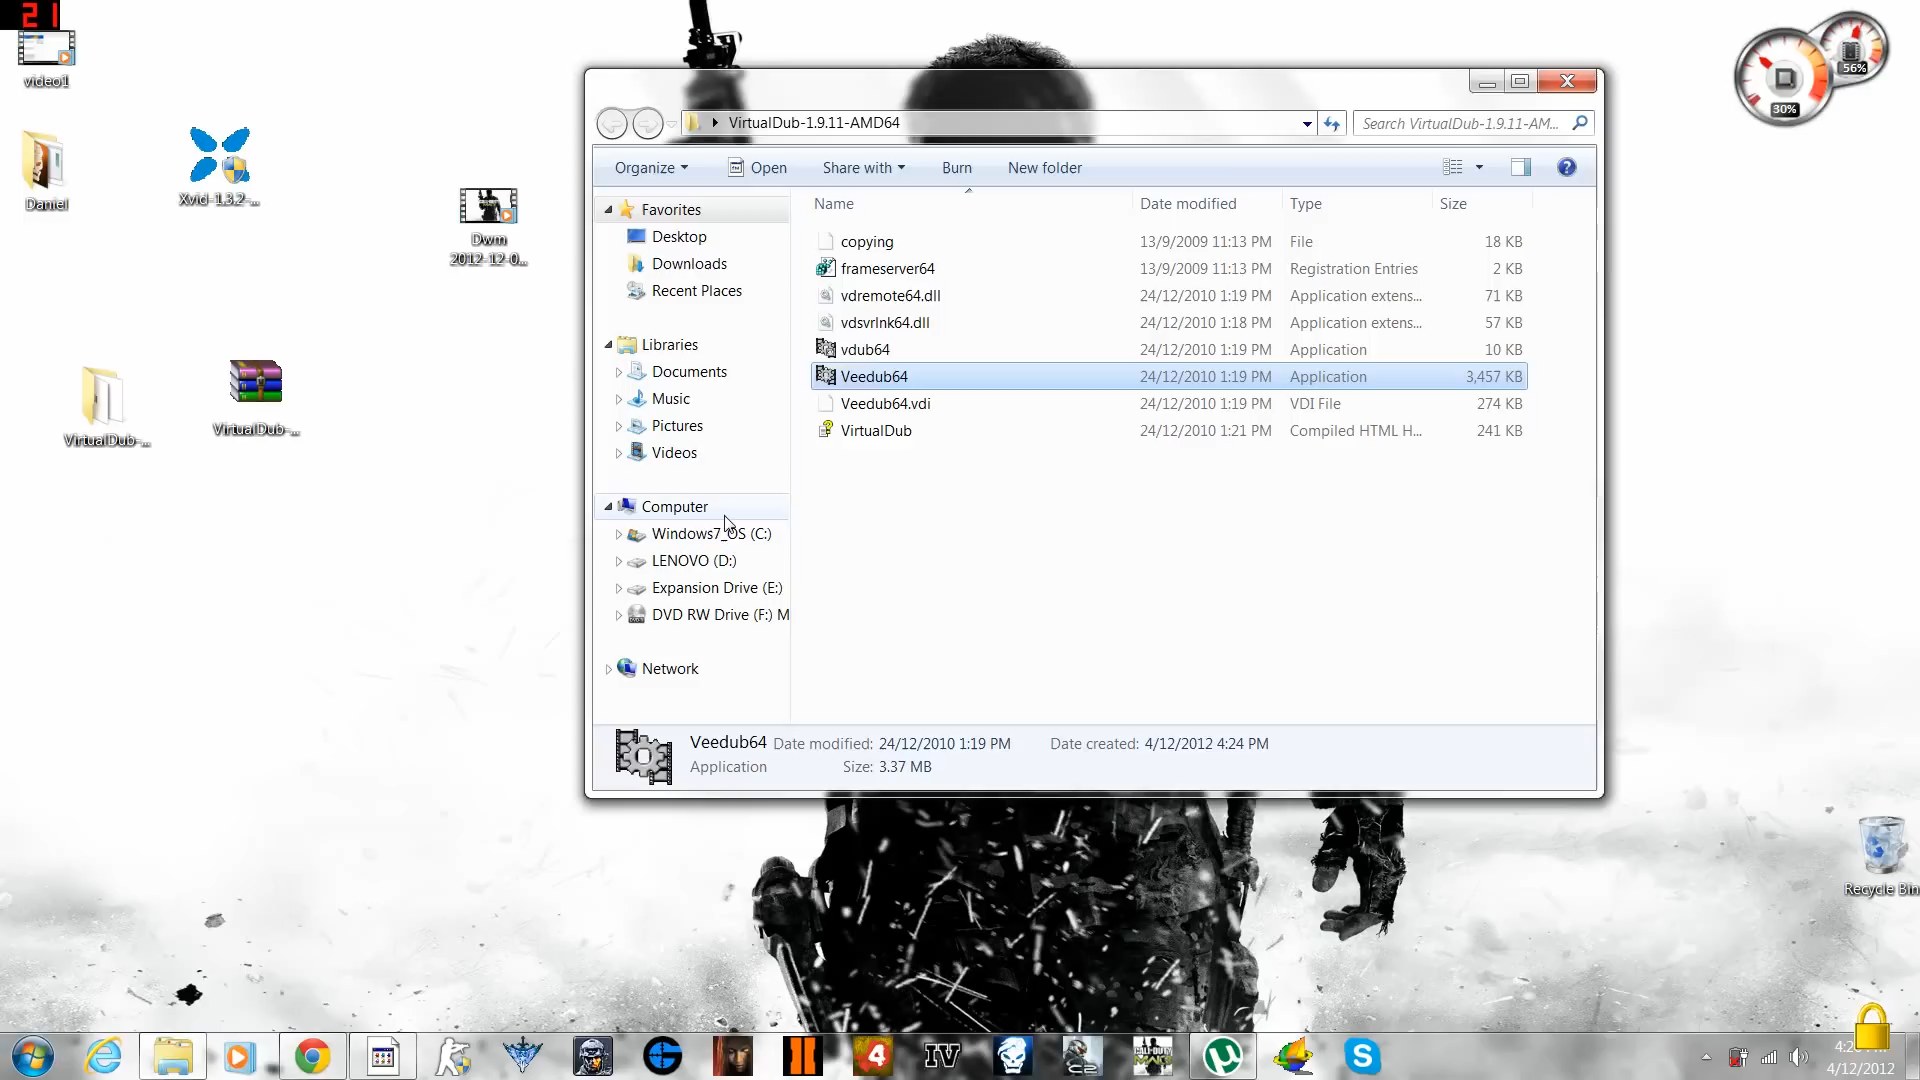 21
video1
Daniel
Xvid-1.3.2-...
Dwm
2012-12-0...
VirtualDub-...
VirtualDub-...
30%
56%
VirtualDub-1.9.11-AMD64
Search VirtualDub-1.9.11-AM...
Organize
Open
Share with
Burn
New folder
Favorites
Desktop
Downloads
Recent Places
Libraries
Documents
Music
Pictures
Videos
Computer
Windows7_OS (C:)
LENOVO (D:)
Expansion Drive (E:)
DVD RW Drive (F:) M
Network
Name Date modified Type Size
copying 13/9/2009 11:13 PM File 18 KB
frameserver64 13/9/2009 11:13 PM Registration Entries 2 KB
vdremote64.dll 24/12/2010 1:19 PM Application extens... 71 KB
vdsvrlnk64.dll 24/12/2010 1:18 PM Application extens... 57 KB
vdub64 24/12/2010 1:19 PM Application 10 KB
Veedub64 24/12/2010 1:19 PM Application 3,457 KB
Veedub64.vdi 24/12/2010 1:19 PM VDI File 274 KB
VirtualDub 24/12/2010 1:21 PM Compiled HTML H... 241 KB
Veedub64 Date modified: 24/12/2010 1:19 PM Date created: 4/12/2012 4:24 PM
Application Size: 3.37 MB
Recycle Bin
II
4
IV
C2
S
4/12/2012